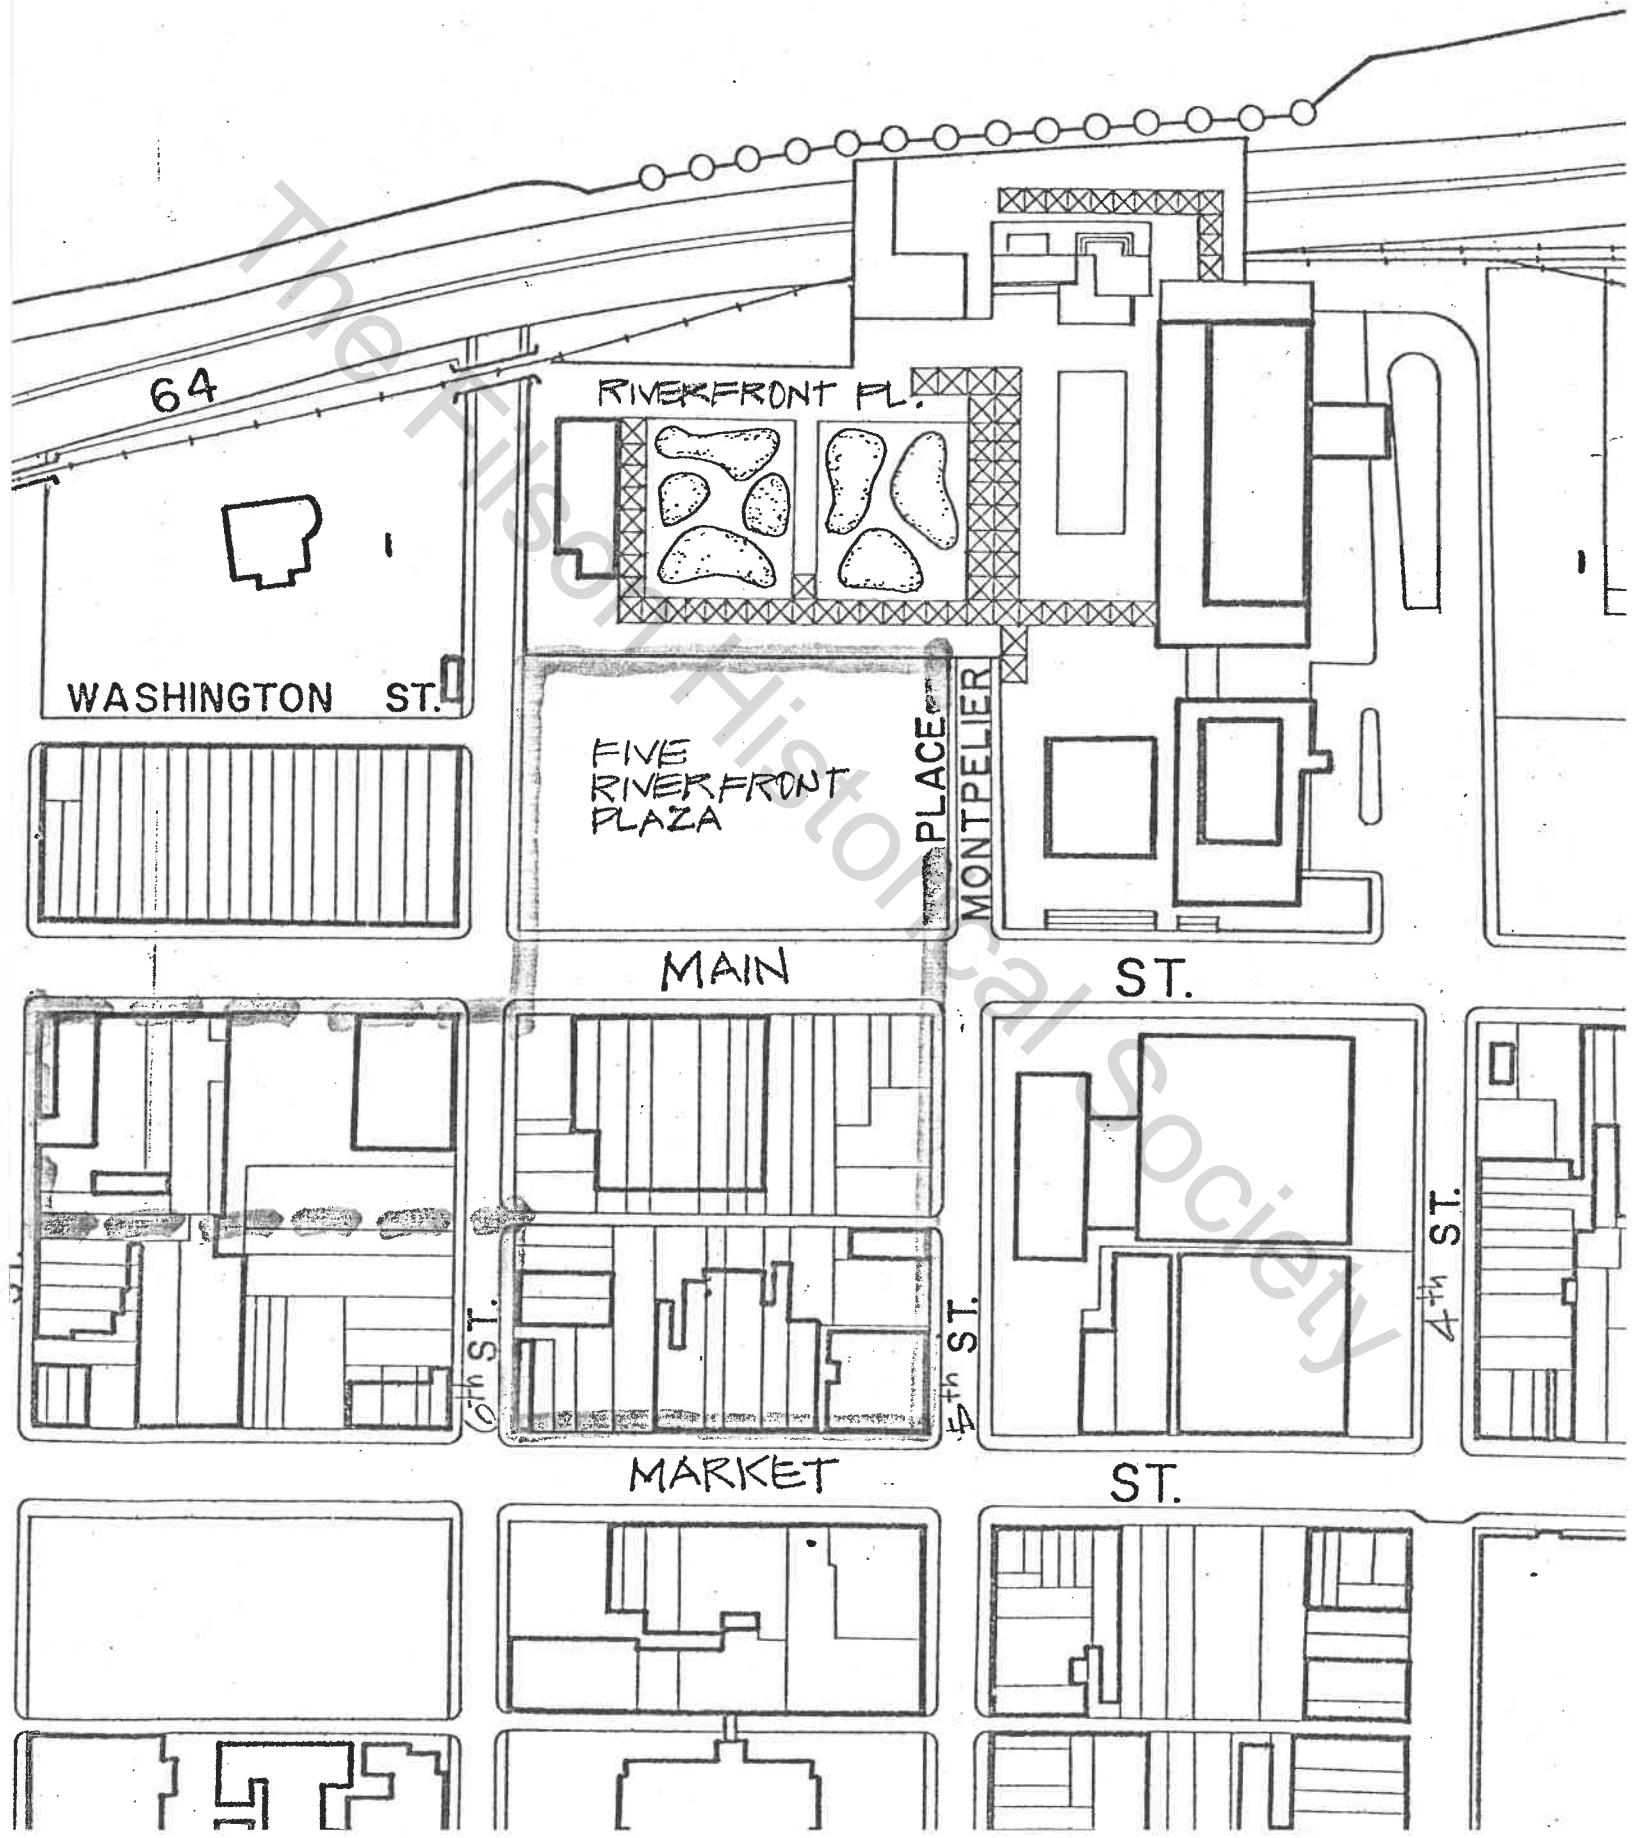 The Filson Historical Society
64
RIVERFRONT PL.
WASHINGTON ST.
FIVE
RIVERFRONT
PLAZA
PLACE
MONTPELIER
MAIN ST.
6TH ST.
5TH ST.
4TH ST.
MARKET ST.